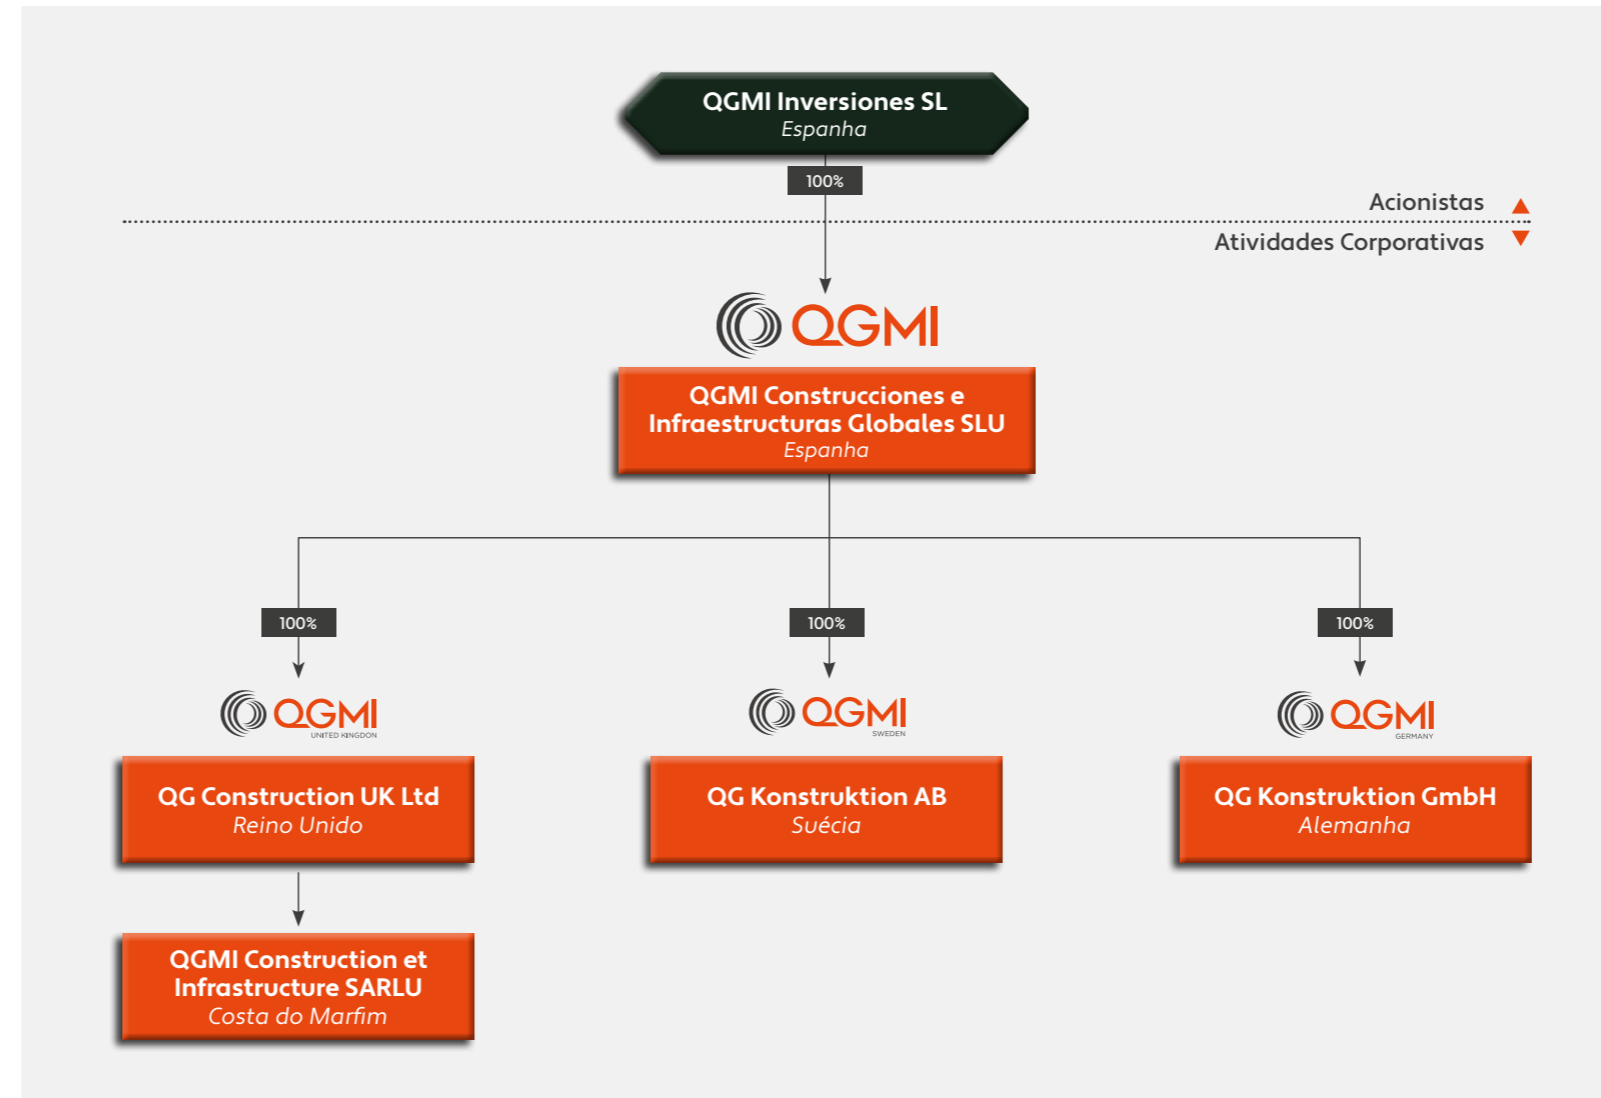 QGMI Inversiones SL
Espanha
100%
Acionistas
Atividades Corporativas
QGMI
QGMI Construcciones e
Infraestructuras Globales SLU
Espanha
100%
100%
100%
QGMI
UNITED KINGDOM
QGMI
SWEDEN
QGMI
GERMANY
QG Construction UK Ltd
Reino Unido
QG Konstruktion AB
Suécia
QG Konstruktion GmbH
Alemanha
QGMI Construction et
Infrastructure SARLU
Costa do Marfim